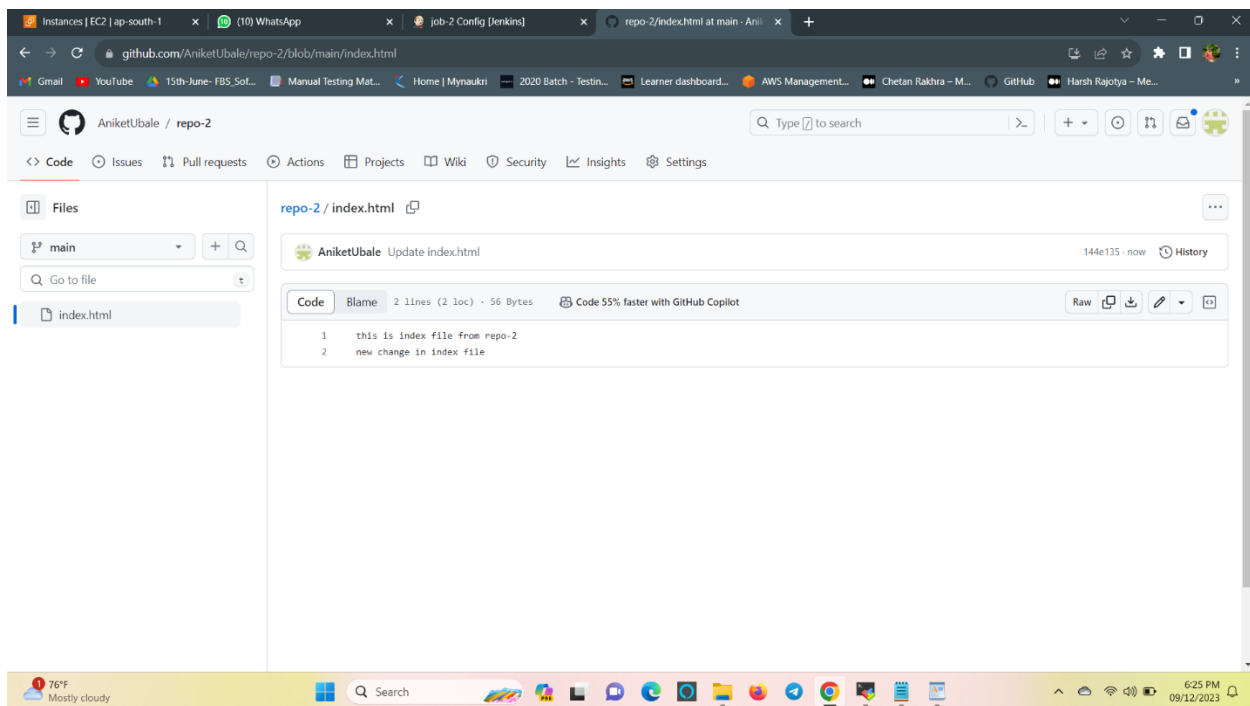 Instances | EC2 | ap-south-1
(10) WhatsApp
job-2 Config [Jenkins]
repo-2/index.html at main · Ani
github.com/AniketUbale/repo-2/blob/main/index.html
Gmail
YouTube
15th-June- FBS_Sof...
Manual Testing Mat...
Home | Mynaukri
2020 Batch - Testin...
Learner dashboard...
AWS Management...
Chetan Rakhra – M...
GitHub
Harsh Rajotya – Me...
»
AniketUbale / repo-2
Type / to search
<> Code
Issues
Pull requests
Actions
Projects
Wiki
Security
Insights
Settings
Files
repo-2 / index.html
main
AniketUbale Update index.html
144e135 · now
History
Go to file
t
Code
Blame
2 lines (2 loc) · 56 Bytes
Code 55% faster with GitHub Copilot
Raw
index.html
1 this is index file from repo-2
2 new change in index file
1
76°F
Mostly cloudy
Search
PRE
6:25 PM
09/12/2023